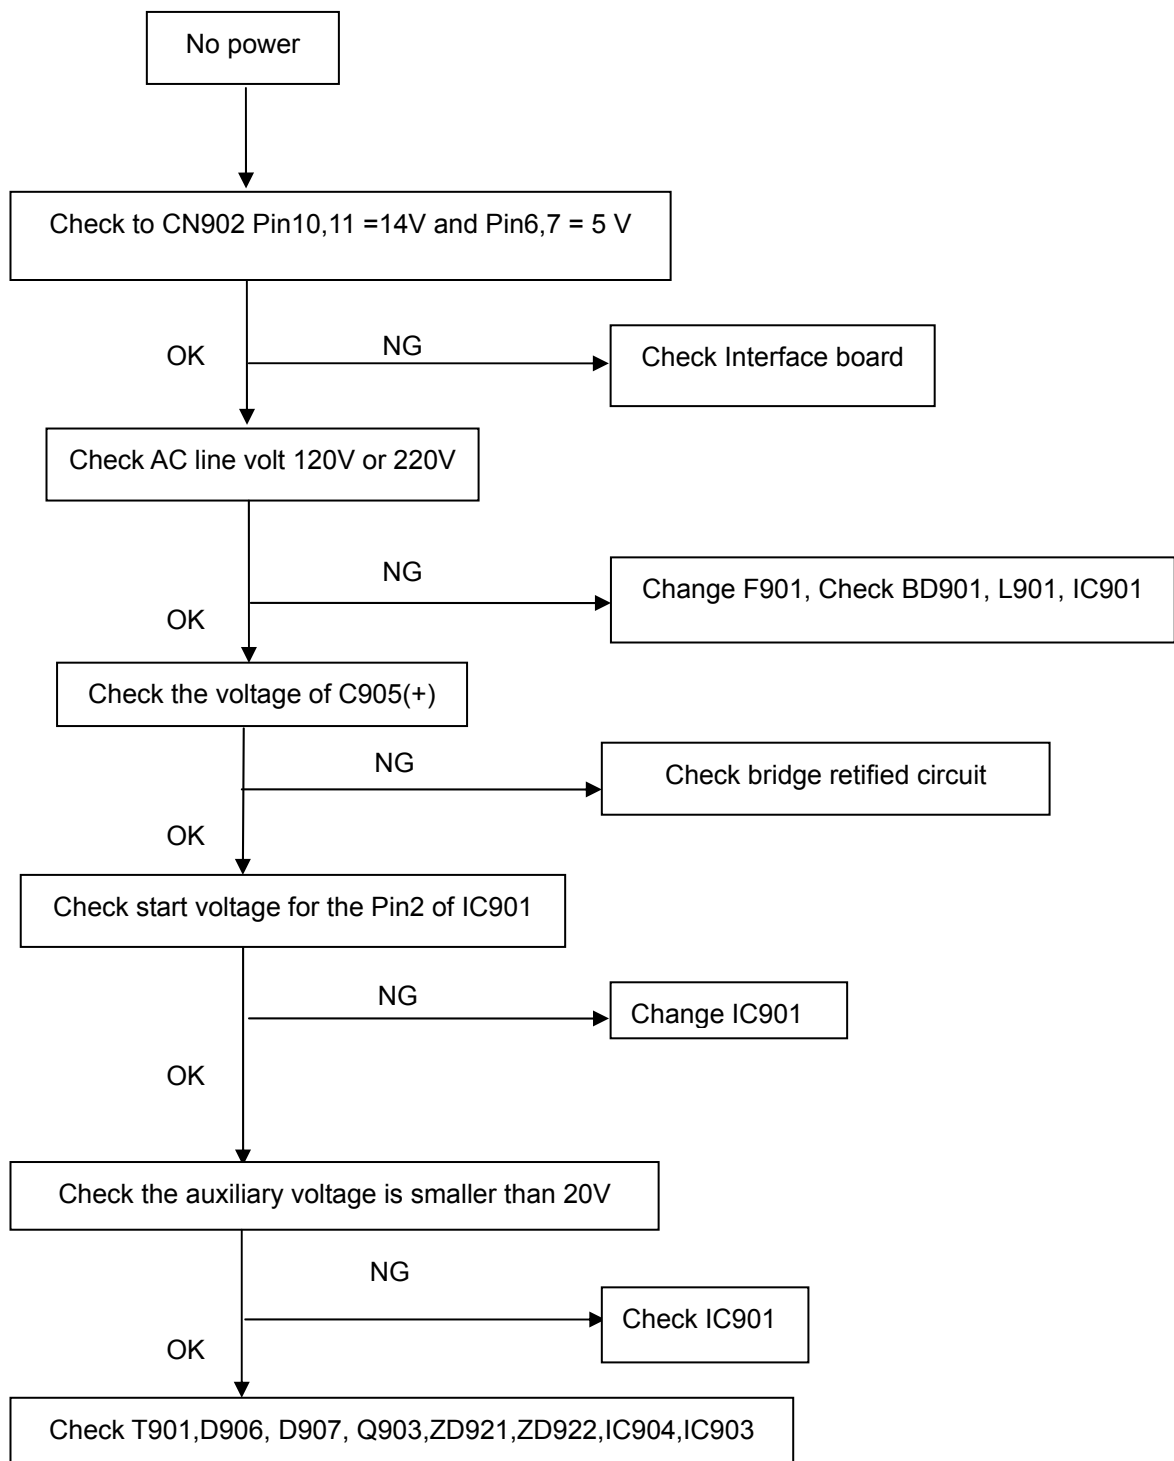 No power
Check to CN902 Pin10,11 =14V and Pin6,7 = 5 V
OK
NG
Check Interface board
Check AC line volt 120V or 220V
NG
Change F901, Check BD901, L901, IC901
OK
Check the voltage of C905(+)
NG
Check bridge retified circuit
OK
Check start voltage for the Pin2 of IC901
NG
Change IC901
OK
Check the auxiliary voltage is smaller than 20V
NG
Check IC901
OK
Check T901,D906, D907, Q903,ZD921,ZD922,IC904,IC903